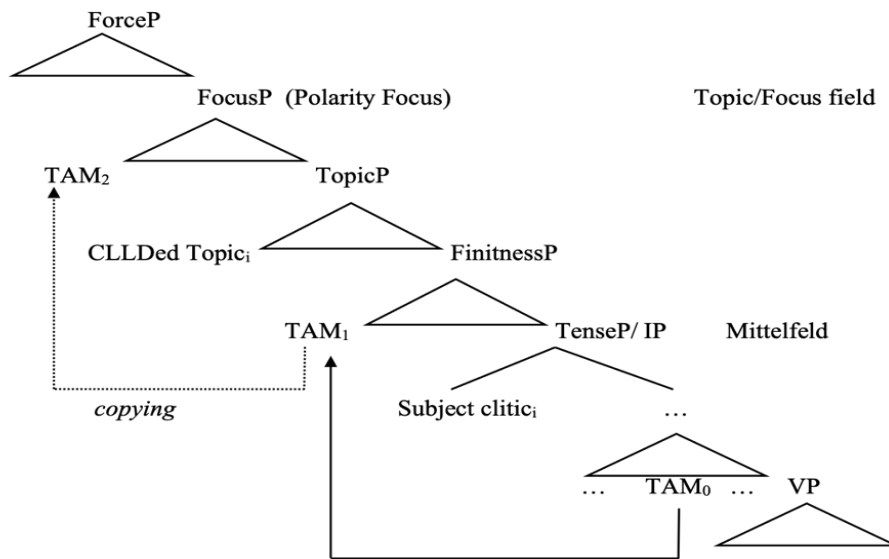 ForceP
FocusP (Polarity Focus) Topic/Focus field
TAM₂ TopicP
CLLDed Topicᵢ FinitnessP
TAM₁ TenseP/ IP Mittelfeld
copying Subject cliticᵢ …
… TAM₀ … VP